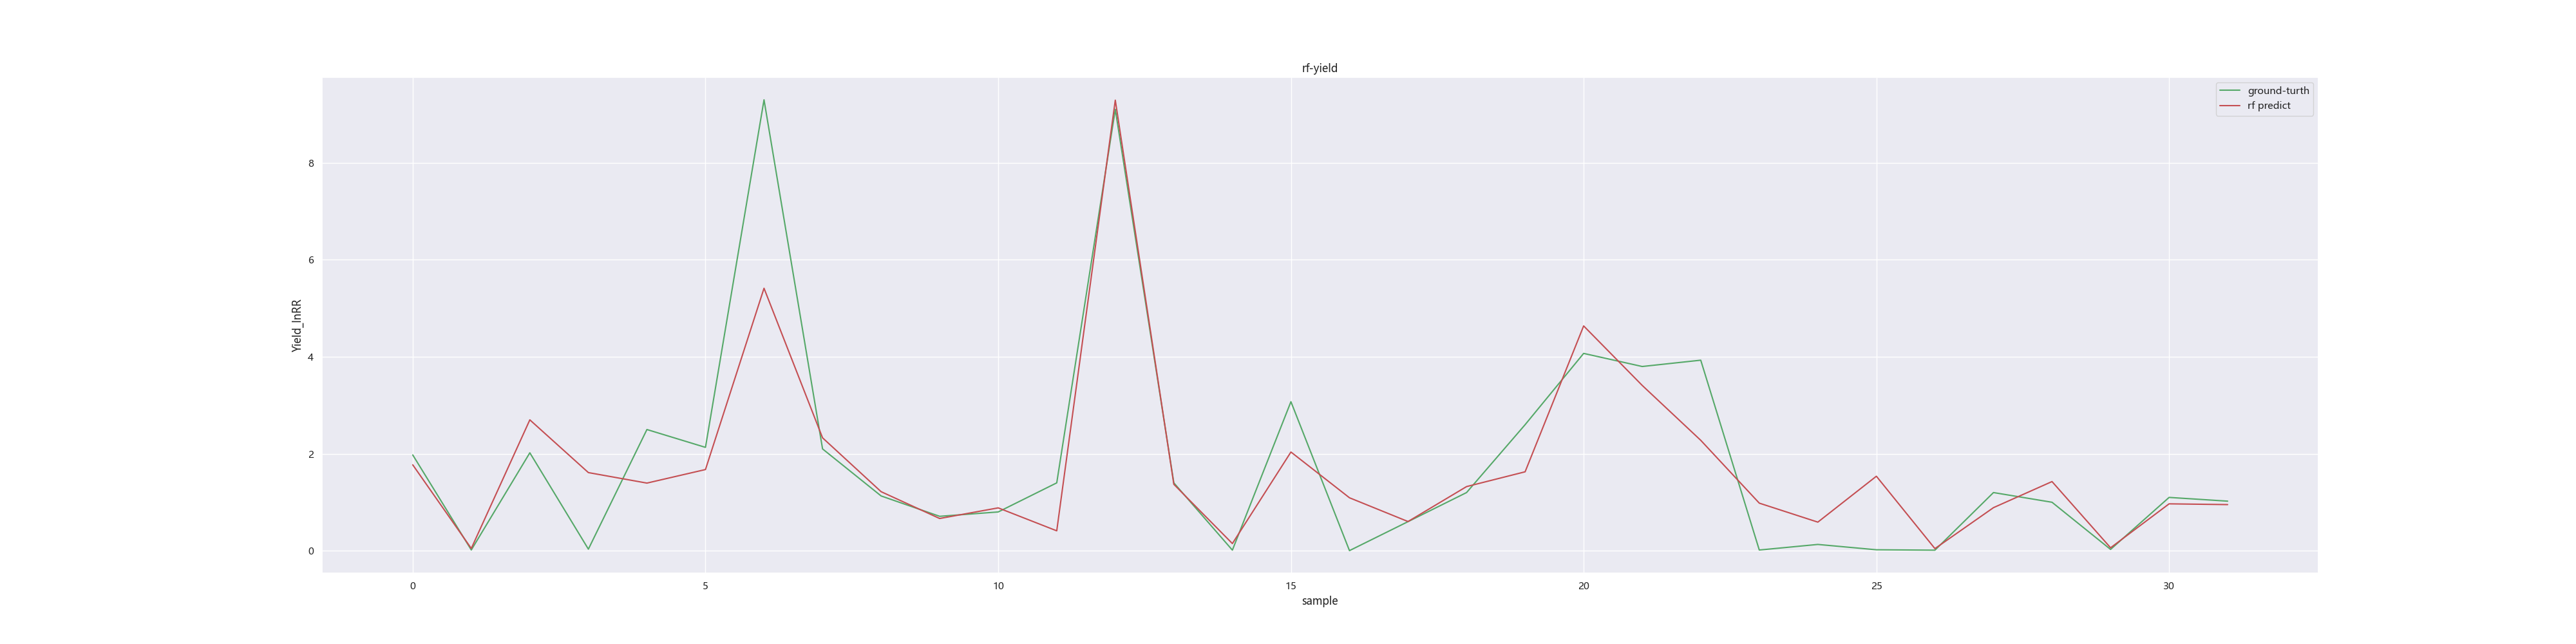 rf-yield
ground-turth
rf predict
Yield_lnRR
8
6
4
2
0
0 5 10 15 20 25 30
sample